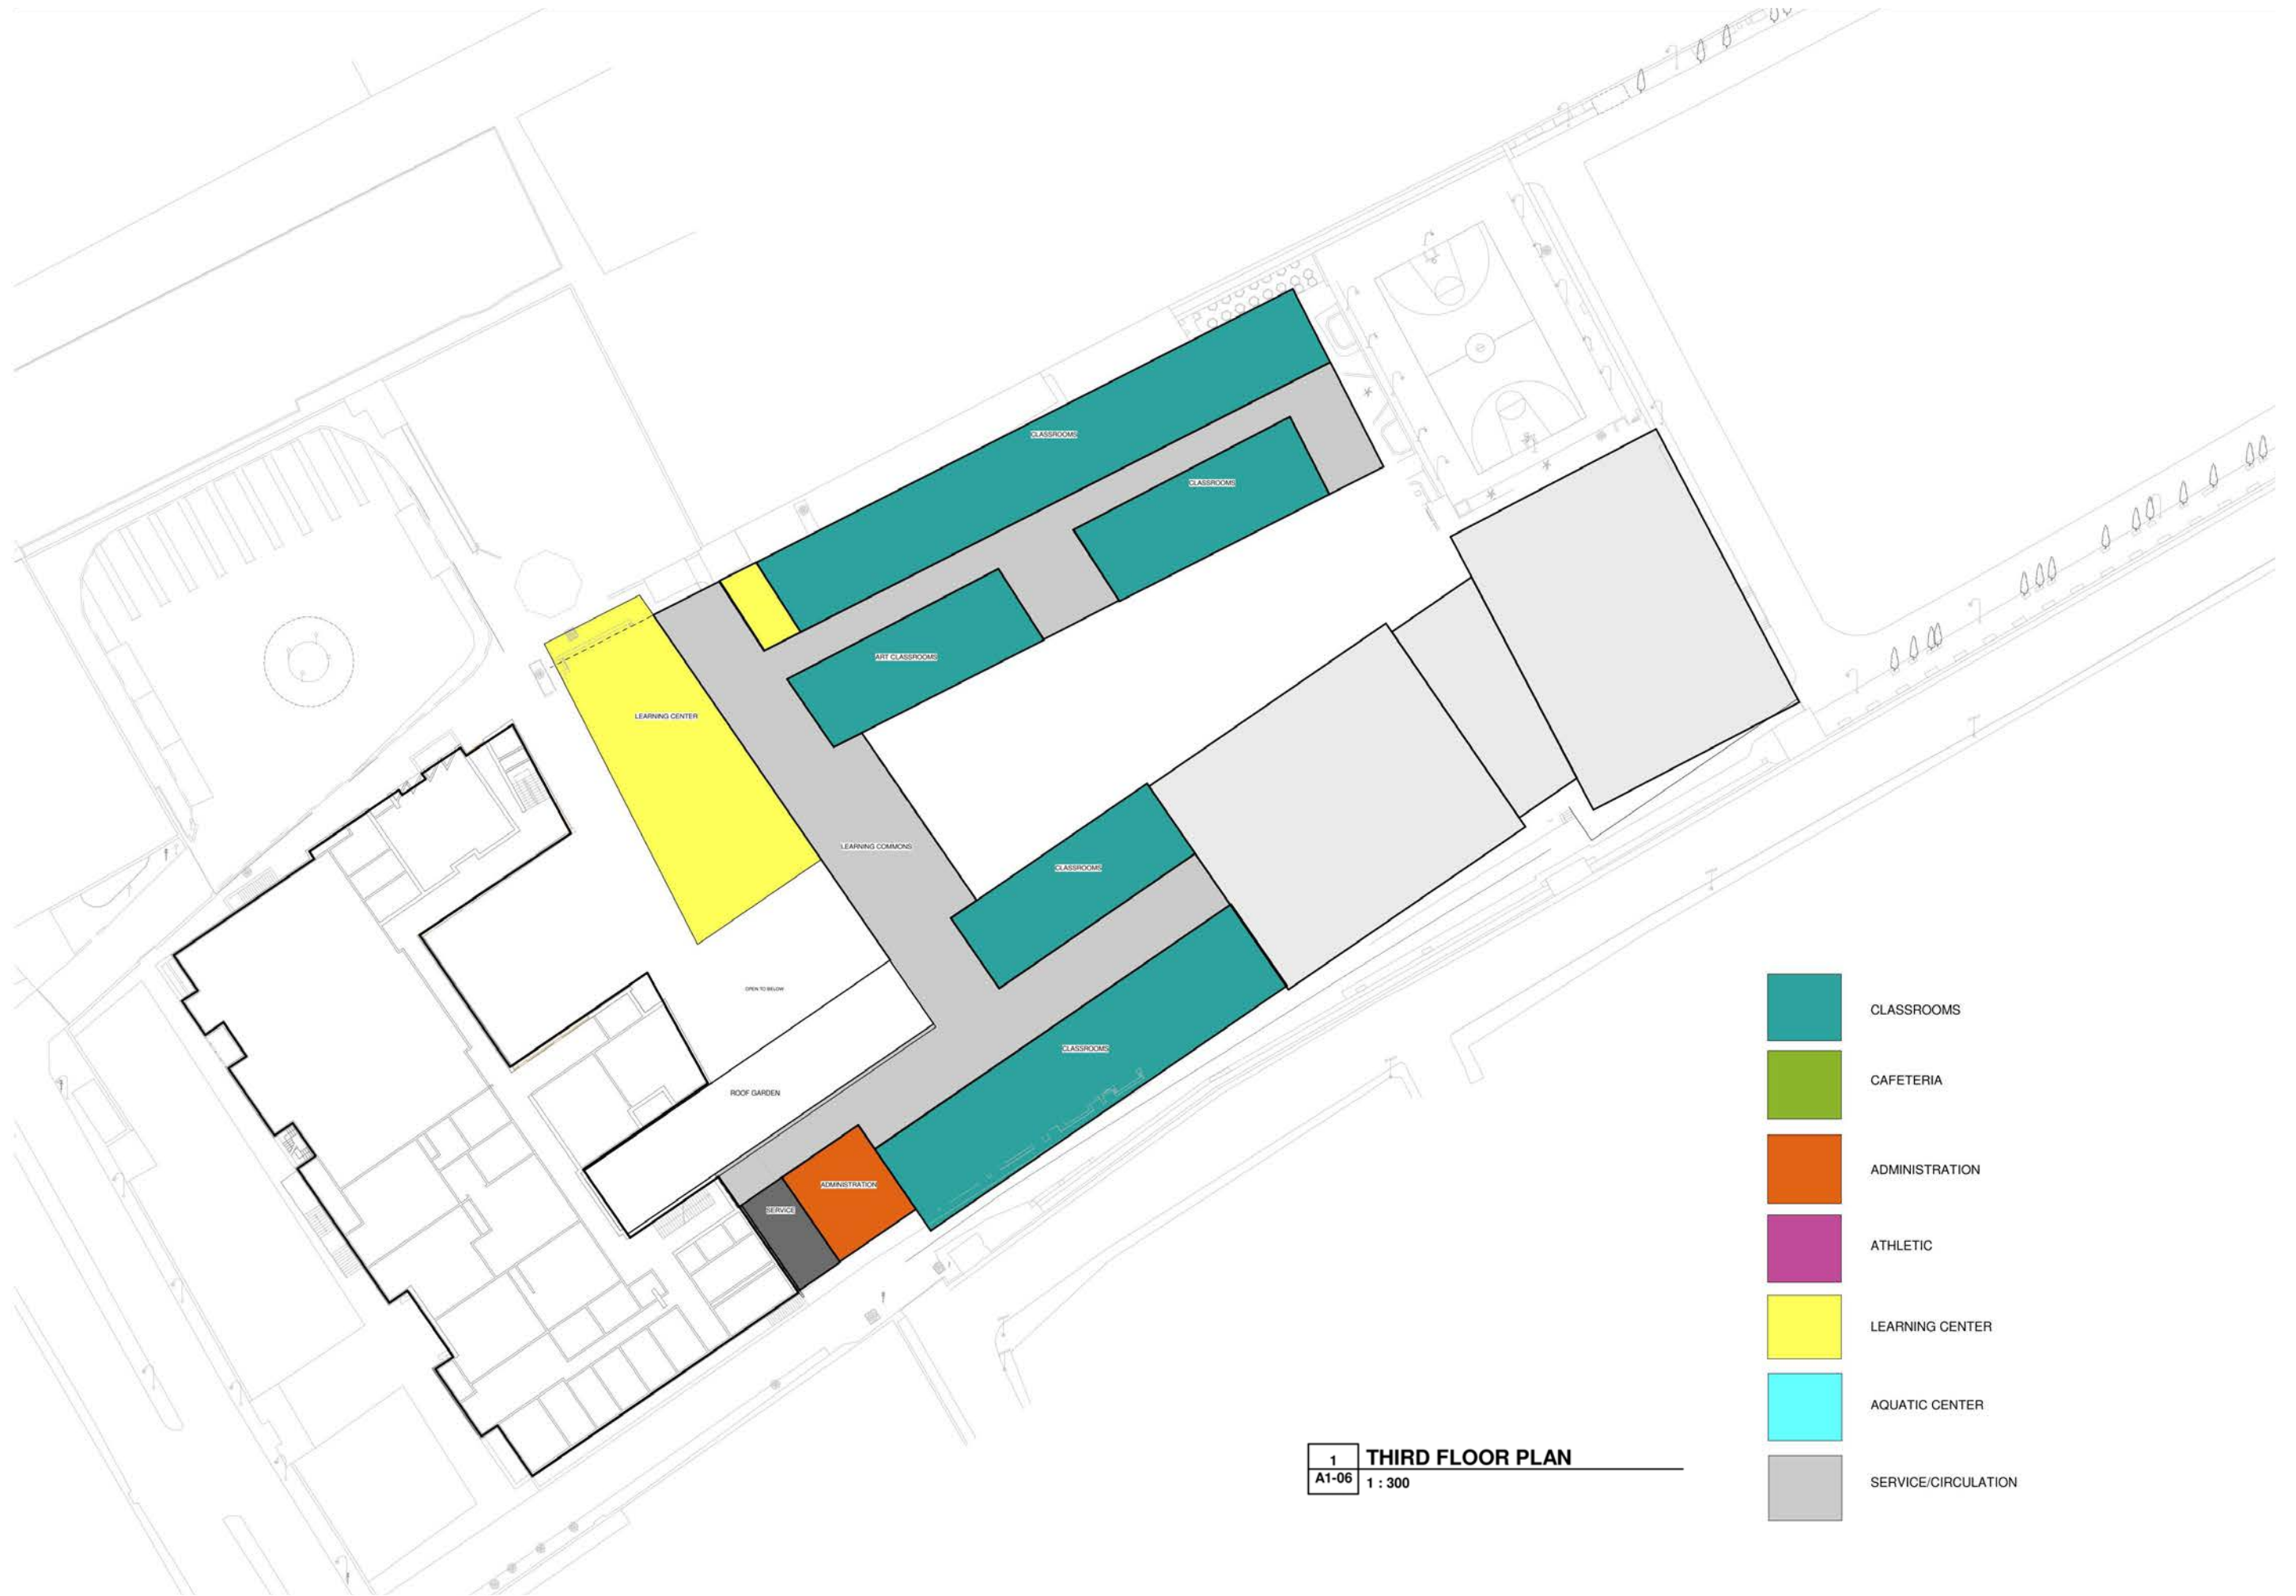 CLASSROOMS
CLASSROOMS
ART CLASSROOMS
LEARNING CENTER
LEARNING COMMONS
CLASSROOMS
OPEN TO BELOW
CLASSROOMS
ROOF GARDEN
ADMINISTRATION
SERVICE
CLASSROOMS
CAFETERIA
ADMINISTRATION
ATHLETIC
LEARNING CENTER
AQUATIC CENTER
SERVICE/CIRCULATION
1 THIRD FLOOR PLAN
A1-06 1 : 300